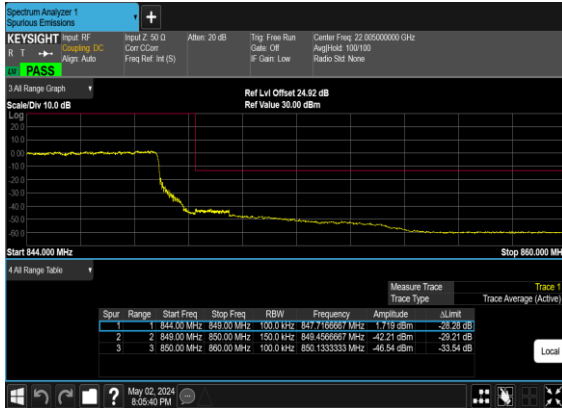 Spectrum Analyzer 1
Spurious Emissions
+
KEYSIGHT Input: RF Input Z: 50 Ω Atten: 20 dB Trig: Free Run Center Freq: 22.005000000 GHz
R T Coupling: DC Corr CCorr Gate: Off Avg|Hold: 100/100
Align: Auto Freq Ref: Int (S) IF Gain: Low Radio Std: None
PASS
3 All Range Graph
Ref Lvl Offset 24.92 dB
Scale/Div 10.0 dB Ref Value 30.00 dBm
Log
20.0
10.0
0.00
-10.0
-20.0
-30.0
-40.0
-50.0
-60.0
Start 844.000 MHz Stop 860.000 MH
4 All Range Table
Measure Trace Trace 1
Trace Type Trace Average (Active)
Spur Range Start Freq Stop Freq RBW Frequency Amplitude ΔLimit
1 1 844.00 MHz 849.00 MHz 100.0 kHz 847.7166667 MHz 1.719 dBm -28.28 dB
2 2 849.00 MHz 850.00 MHz 150.0 kHz 849.4566667 MHz -42.21 dBm -29.21 dB
3 3 850.00 MHz 860.00 MHz 100.0 kHz 850.1333333 MHz -46.54 dBm -33.54 dB
Local
? May 02, 2024
8:05:40 PM